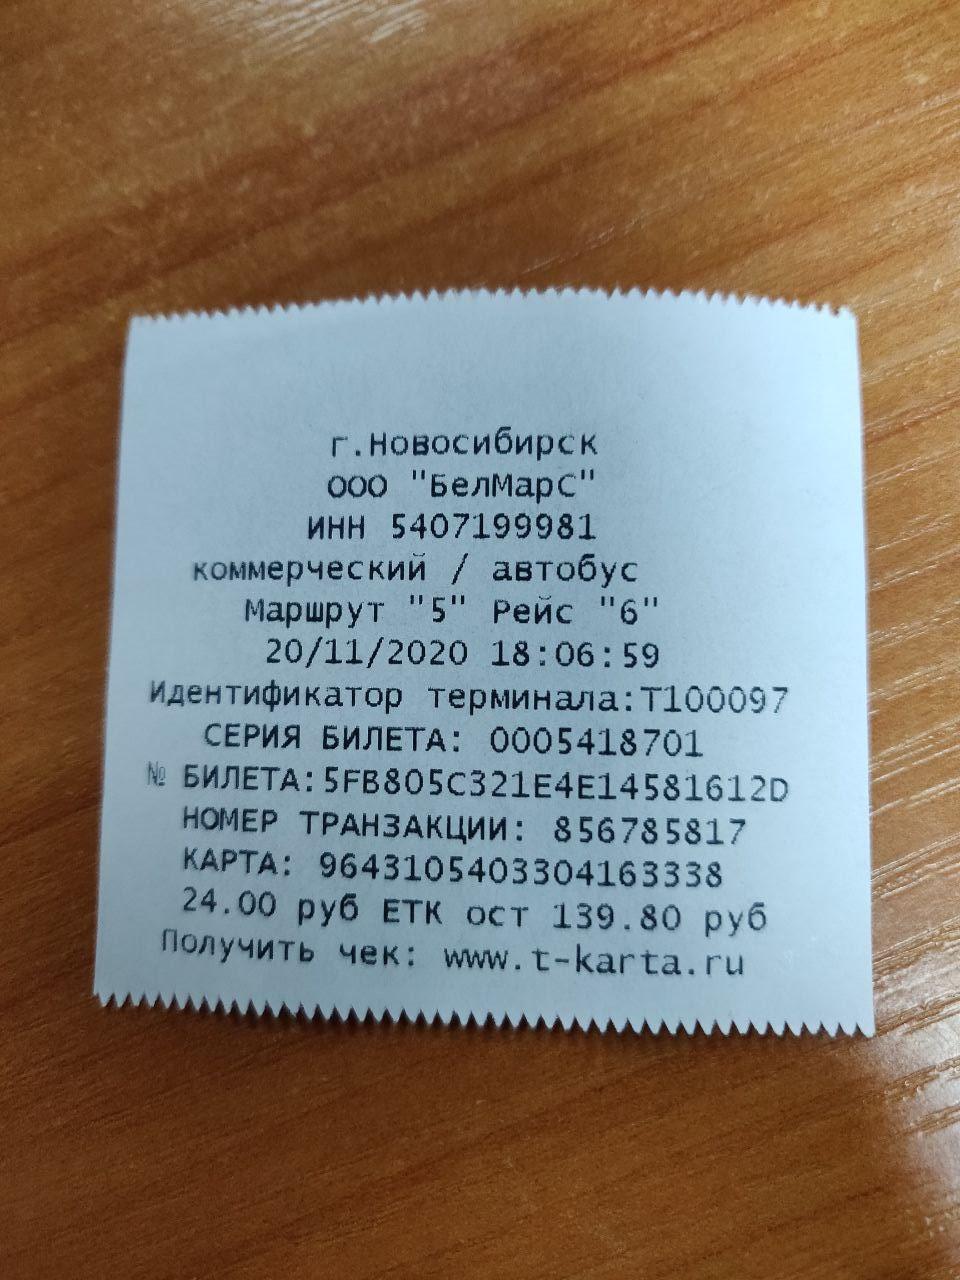 г.Новосибирск
ООО "БелМарС"
ИНН 5407199981
коммерческий / автобус
Маршрут "5" Рейс "6"
20/11/2020 18:06:59
Идентификатор терминала:T100097
СЕРИЯ БИЛЕТА: 0005418701
№ БИЛЕТА:5FB805C321E4E14581612D
НОМЕР ТРАНЗАКЦИИ: 856785817
КАРТА: 9643105403304163338
24.00 руб ЕТК ост 139.80 руб
Получить чек: www.t-karta.ru